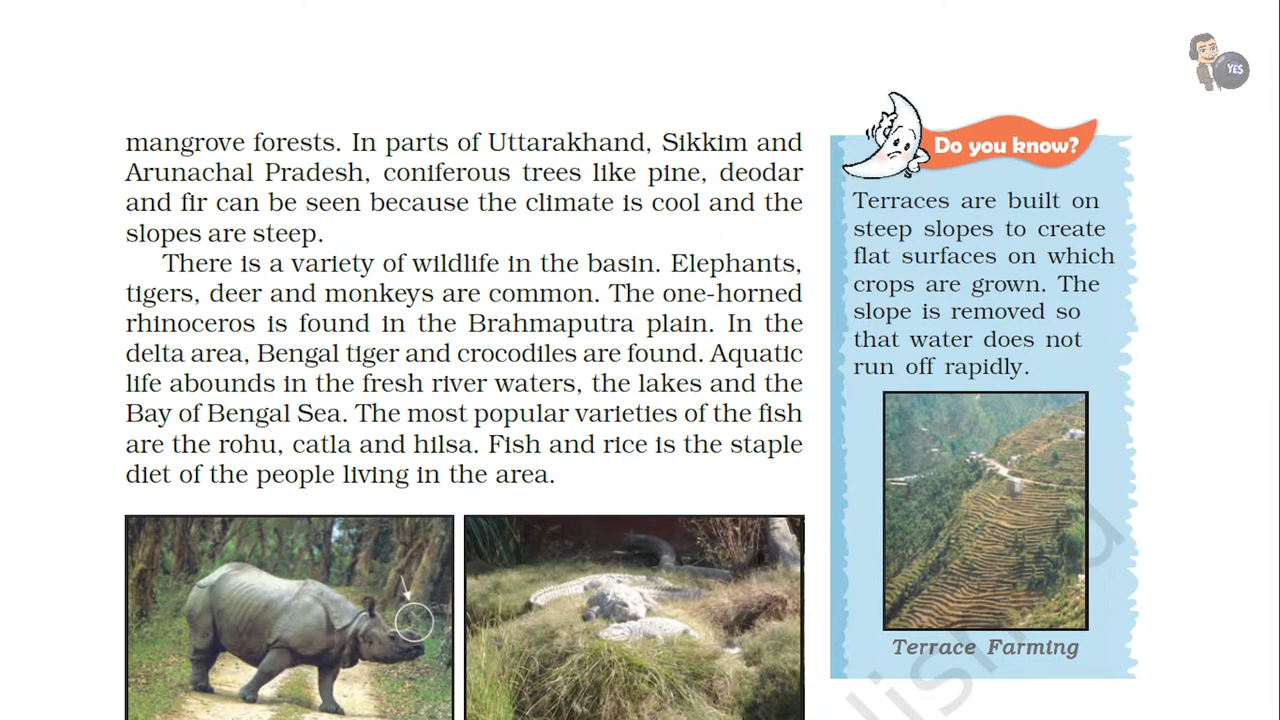 YES
mangrove forests. In parts of Uttarakhand, Sikkim and
Arunachal Pradesh, coniferous trees like pine, deodar
and fir can be seen because the climate is cool and the
slopes are steep.
There is a variety of wildlife in the basin. Elephants,
tigers, deer and monkeys are common. The one-horned
rhinoceros is found in the Brahmaputra plain. In the
delta area, Bengal tiger and crocodiles are found. Aquatic
life abounds in the fresh river waters, the lakes and the
Bay of Bengal Sea. The most popular varieties of the fish
are the rohu, catla and hilsa. Fish and rice is the staple
diet of the people living in the area.
Do you know?
Terraces are built on
steep slopes to create
flat surfaces on which
crops are grown. The
slope is removed so
that water does not
run off rapidly.
Terrace Farming